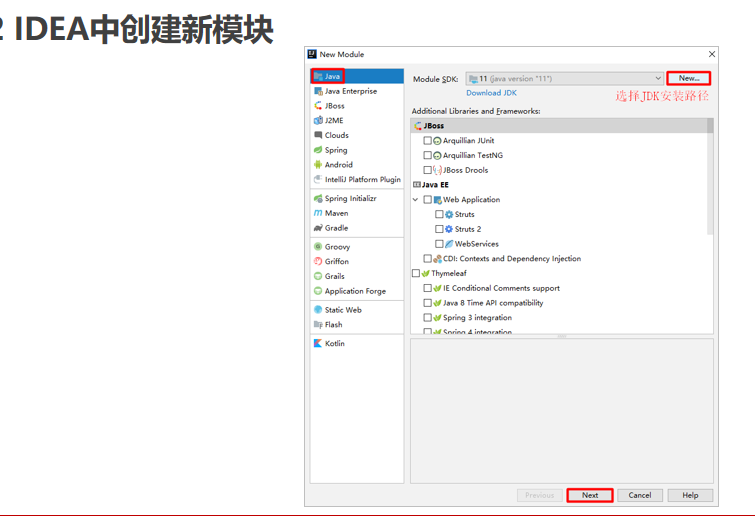 2 IDEA中创建新模块
New Module
Java
Java Enterprise
JBoss
J2ME
Clouds
Spring
Android
IntelliJ Platform Plugin
Spring Initializr
Maven
Gradle
Groovy
Griffon
Grails
Application Forge
Static Web
Flash
Kotlin
Module SDK: 11 (java version "11") New...
Download JDK
选择JDK安装路径
Additional Libraries and Frameworks:
JBoss
Arquillian JUnit
Arquillian TestNG
JBoss Drools
Java EE
Web Application
Struts
Struts 2
WebServices
CDI: Contexts and Dependency Injection
Thymeleaf
IE Conditional Comments support
Java 8 Time API compatibility
Spring 3 integration
Spring 4 integration
Previous Next Cancel Help